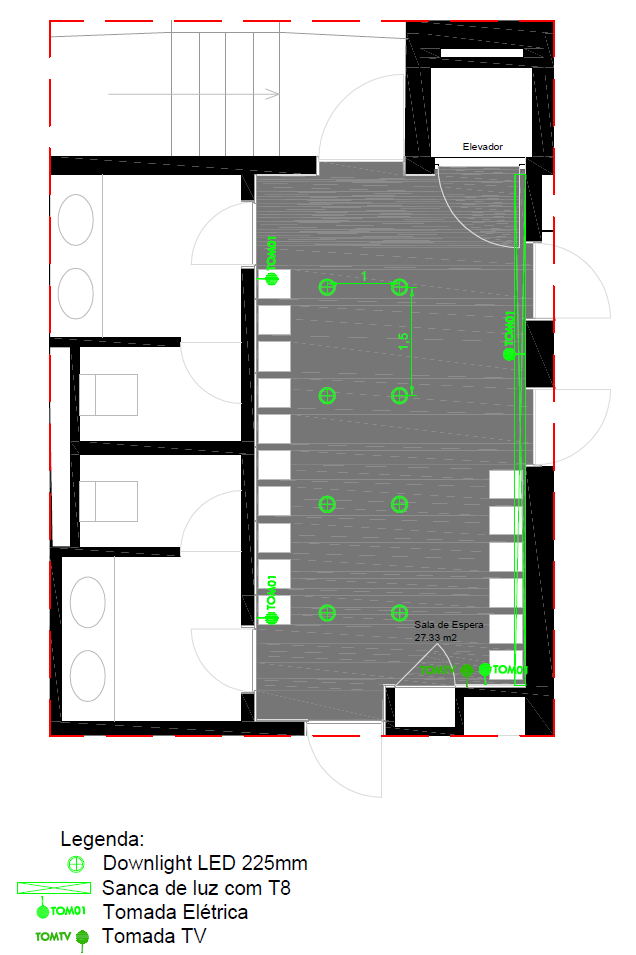 Elevador
TOM01
1
TOM01
1,5
TOM01
Sala de Espera
27.33 m2
TOMTV TOM01
Legenda:
Downlight LED 225mm
Sanca de luz com T8
TOM01 Tomada Elétrica
TOMTV Tomada TV